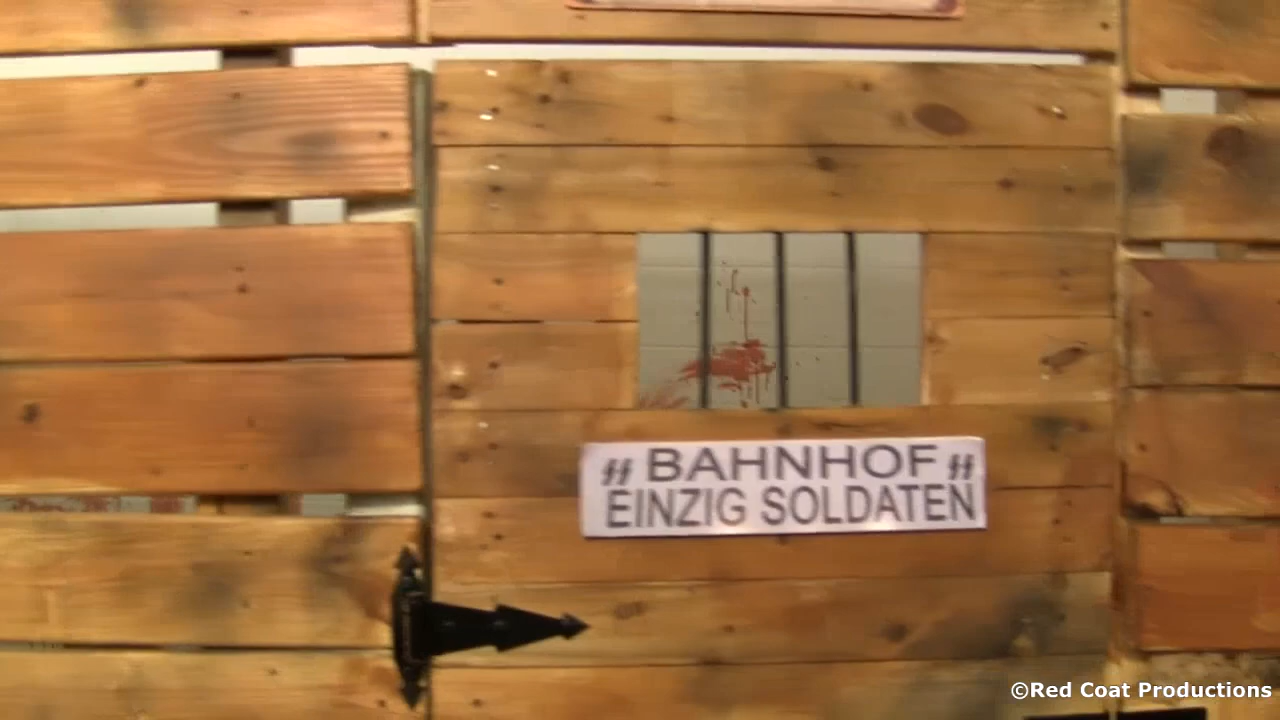 ᛋᛋ BAHNHOF ᛋᛋ
EINZIG SOLDATEN
©Red Coat Productions